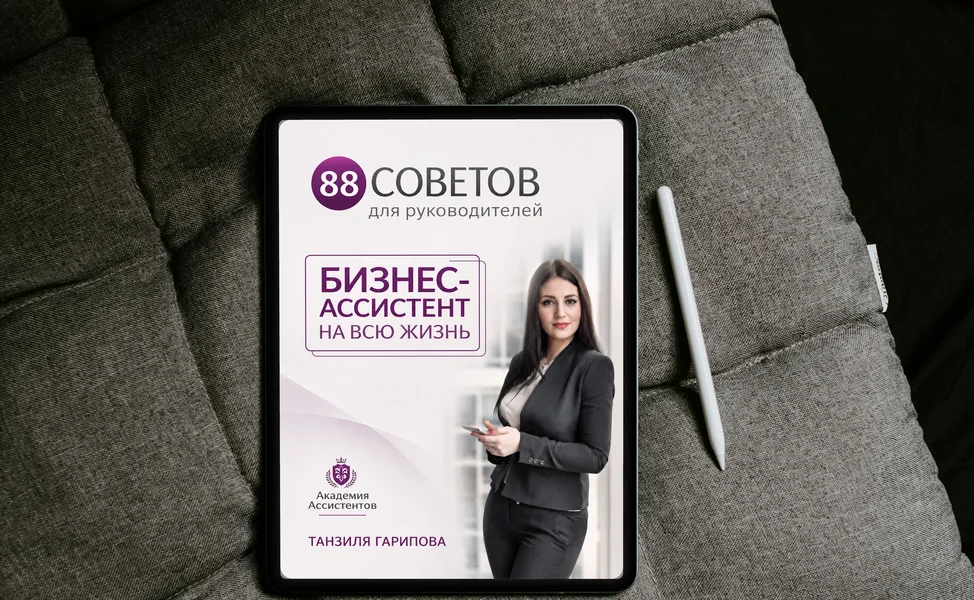 88 СОВЕТОВ
для руководителей
БИЗНЕС-
АССИСТЕНТ
НА ВСЮ ЖИЗНЬ
Академия
Ассистентов
ТАНЗИЛЯ ГАРИПОВА